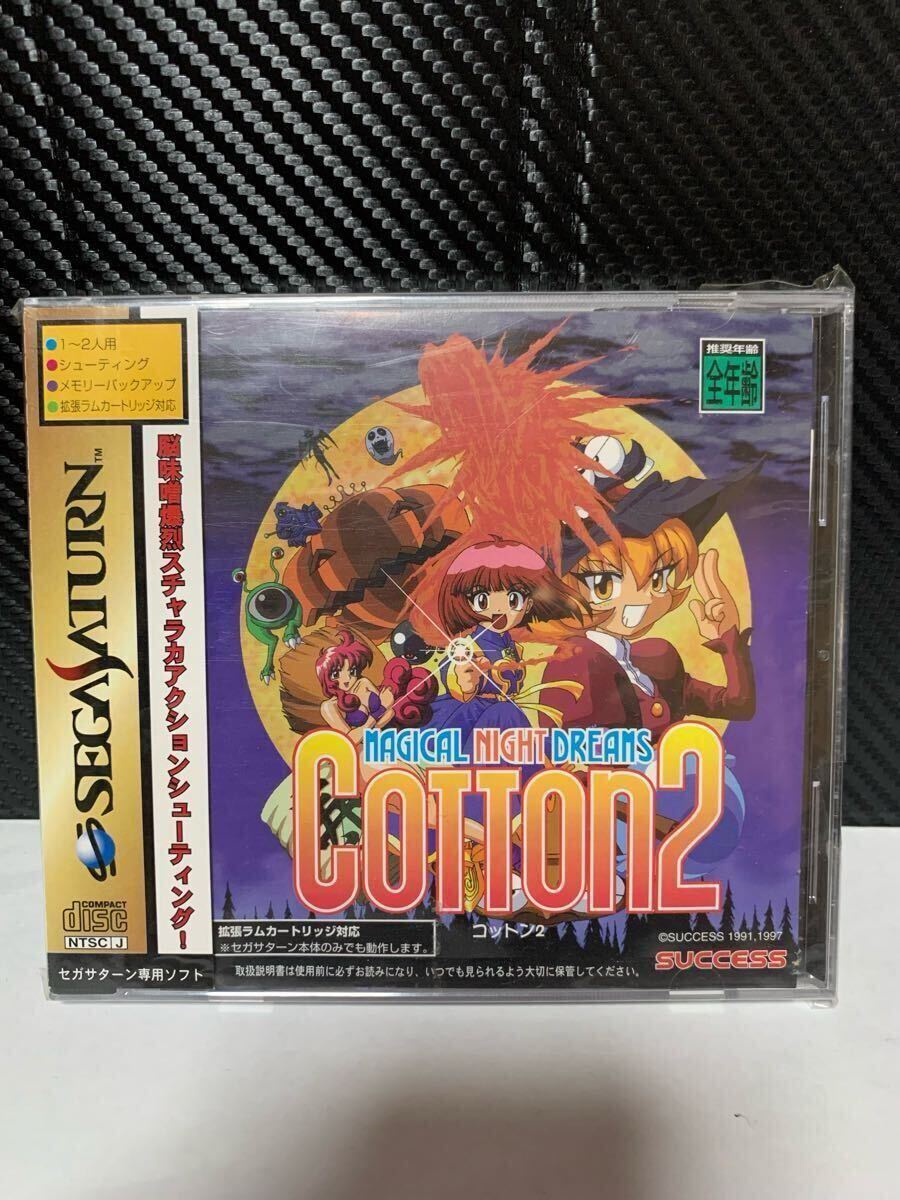 ●1〜2人用
●シューティング
●メモリーバックアップ
●拡張ラムカートリッジ対応
SEGA SATURN™
脳味噌爆烈スチャラカアクションシューティング!
COMPACT
disc
NTSC J
セガサターン専用ソフト
推奨年齢
全年齢
MAGICAL NIGHT DREAMS
COTTON2
コットン2
拡張ラムカートリッジ対応
※セガサターン本体のみでも動作します。
©SUCCESS 1991,1997
SUCCESS
取扱説明書は使用前に必ずお読みになり、いつでも見られるよう大切に保管してください。